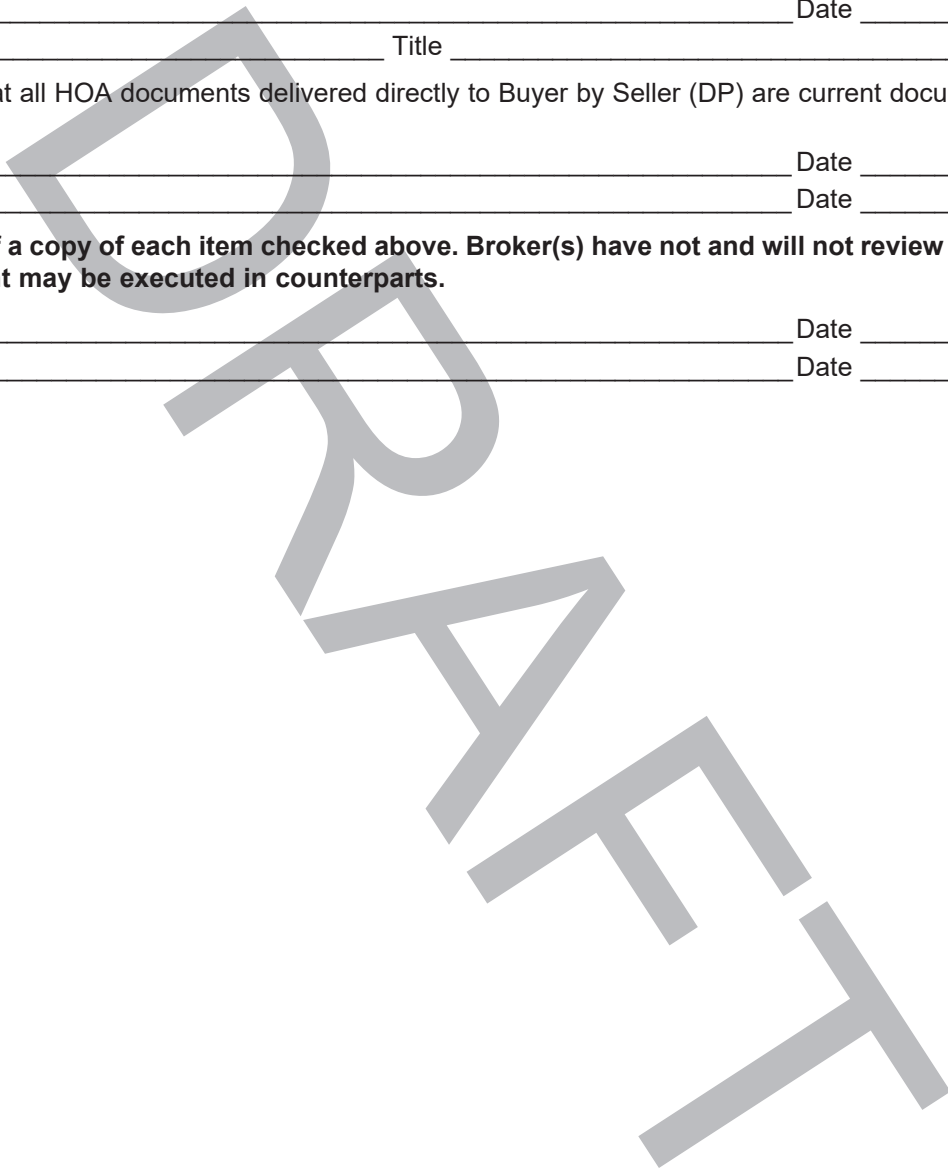 Date
Title
at all HOA documents delivered directly to Buyer by Seller (DP) are current docu
Date
Date
f a copy of each item checked above. Broker(s) have not and will not review
t may be executed in counterparts.
Date
Date
DRAFT